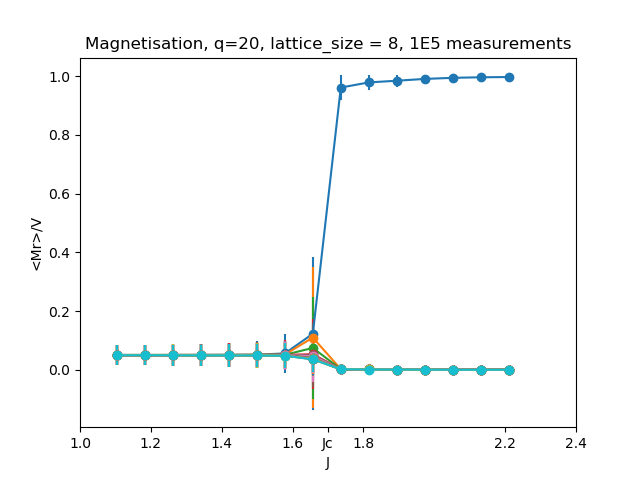 Magnetisation, q=20, lattice_size = 8, 1E5 measurements
<Mr>/V
1.0
0.8
0.6
0.4
0.2
0.0
1.0 1.2 1.4 1.6 Jc 1.8 2.2 2.4
J